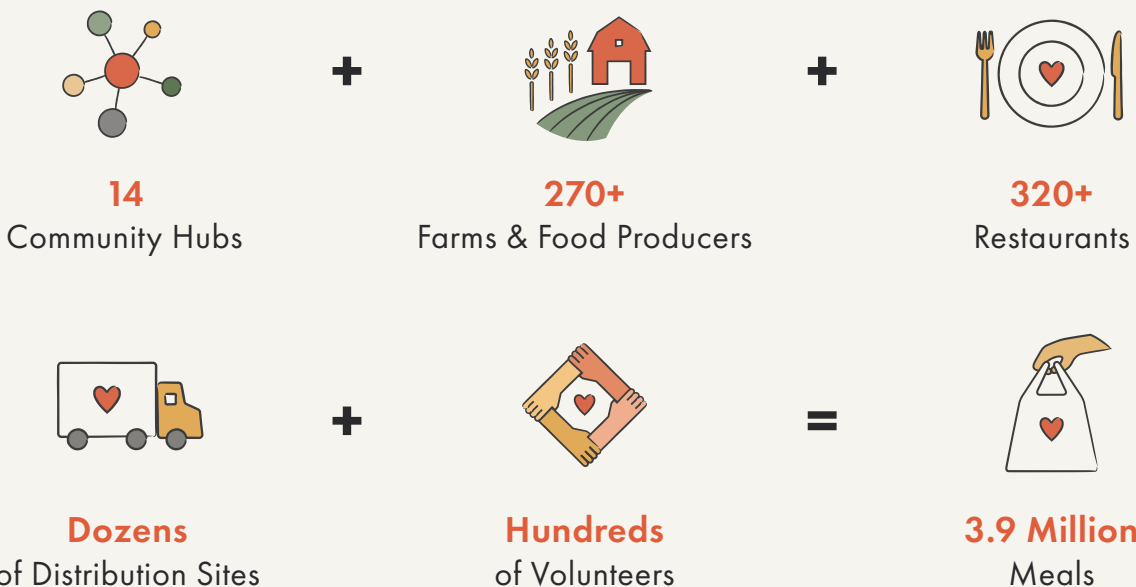 +
+
14
270+
320+
Community Hubs
Farms & Food Producers
Restaurants
+
=
Dozens
Hundreds
3.9 Million
of Distribution Sites
of Volunteers
Meals